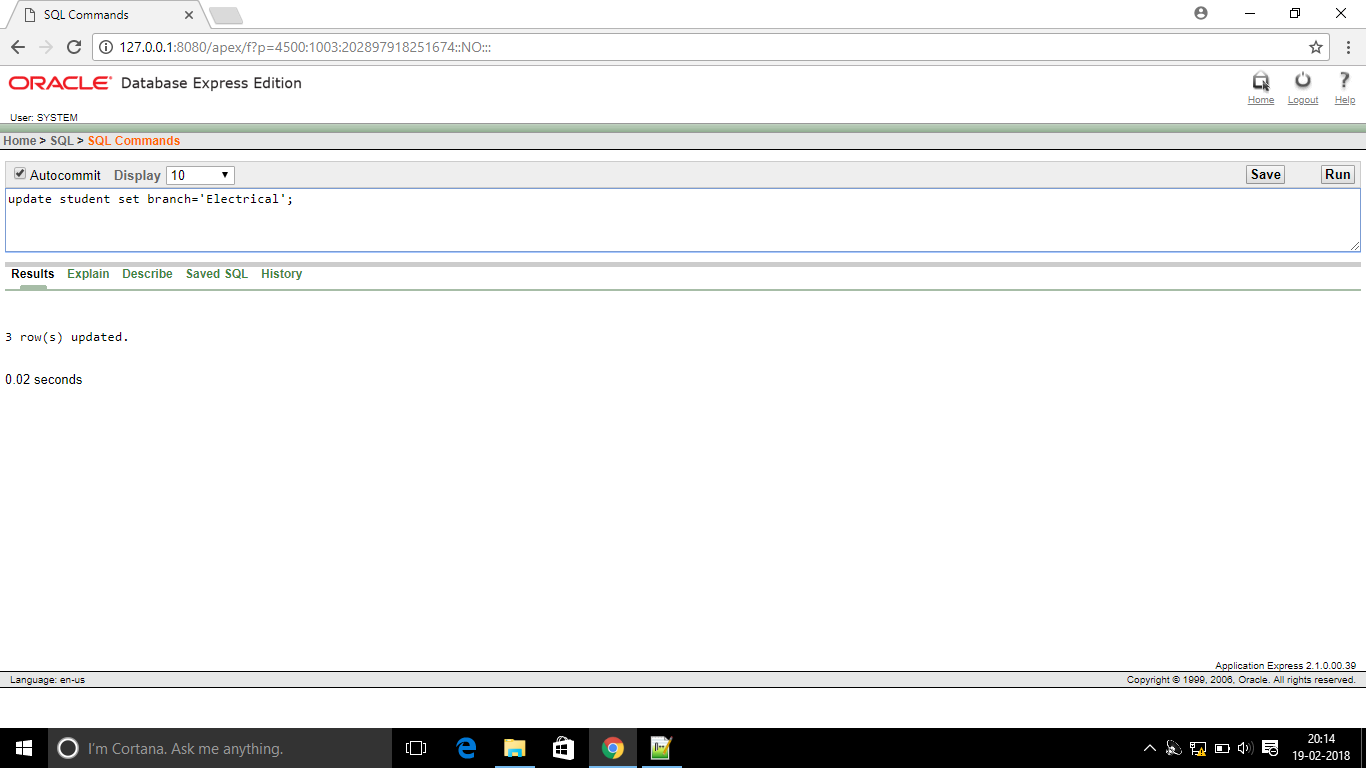 SQL Commands
127.0.0.1:8080/apex/f?p=4500:1003:202897918251674::NO:::
ORACLE Database Express Edition
Home Logout Help
User: SYSTEM
Home > SQL > SQL Commands
Autocommit Display 10 Save Run
update student set branch='Electrical';
Results Explain Describe Saved SQL History
3 row(s) updated.
0.02 seconds
Application Express 2.1.0.00.39
Language: en-us Copyright © 1999, 2006, Oracle. All rights reserved.
I'm Cortana. Ask me anything.
20:14
19-02-2018